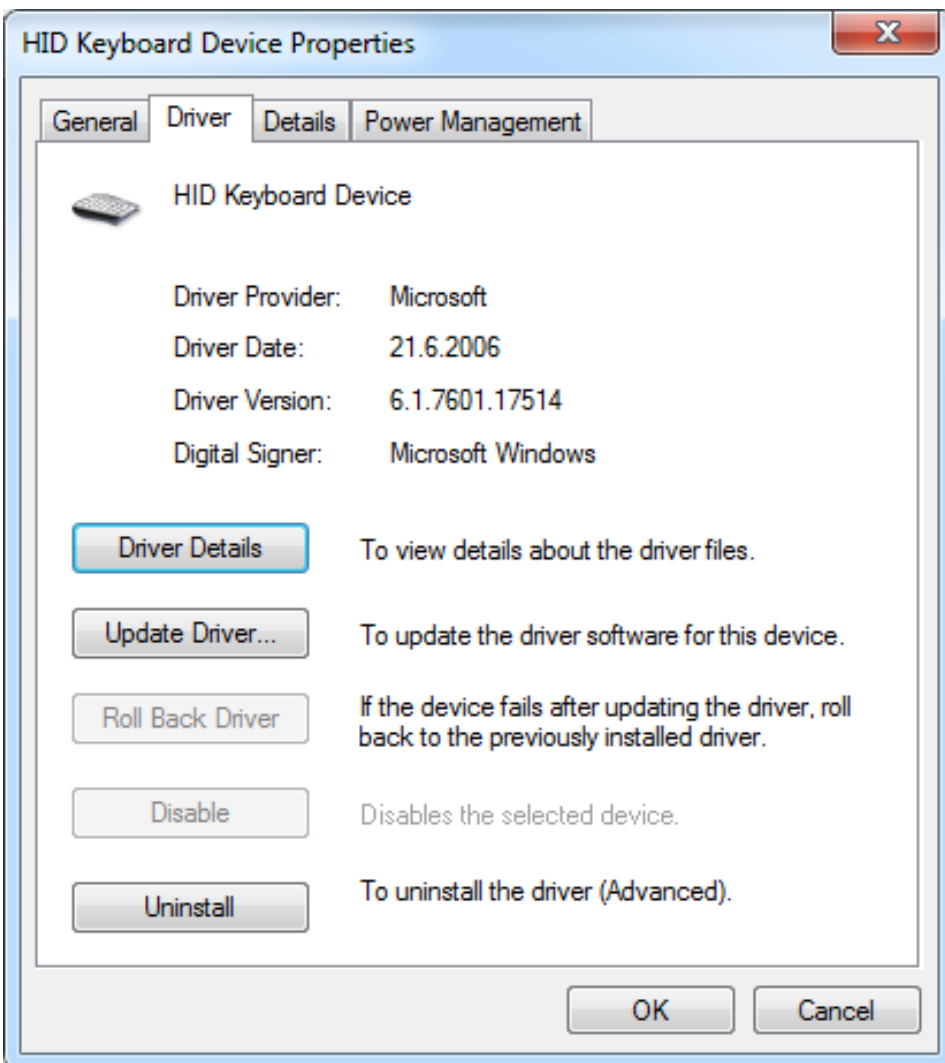 HID Keyboard Device Properties
General Driver Details Power Management
HID Keyboard Device
Driver Provider: Microsoft
Driver Date: 21.6.2006
Driver Version: 6.1.7601.17514
Digital Signer: Microsoft Windows
Driver Details To view details about the driver files.
Update Driver... To update the driver software for this device.
Roll Back Driver If the device fails after updating the driver, roll
back to the previously installed driver.
Disable Disables the selected device.
Uninstall To uninstall the driver (Advanced).
OK Cancel